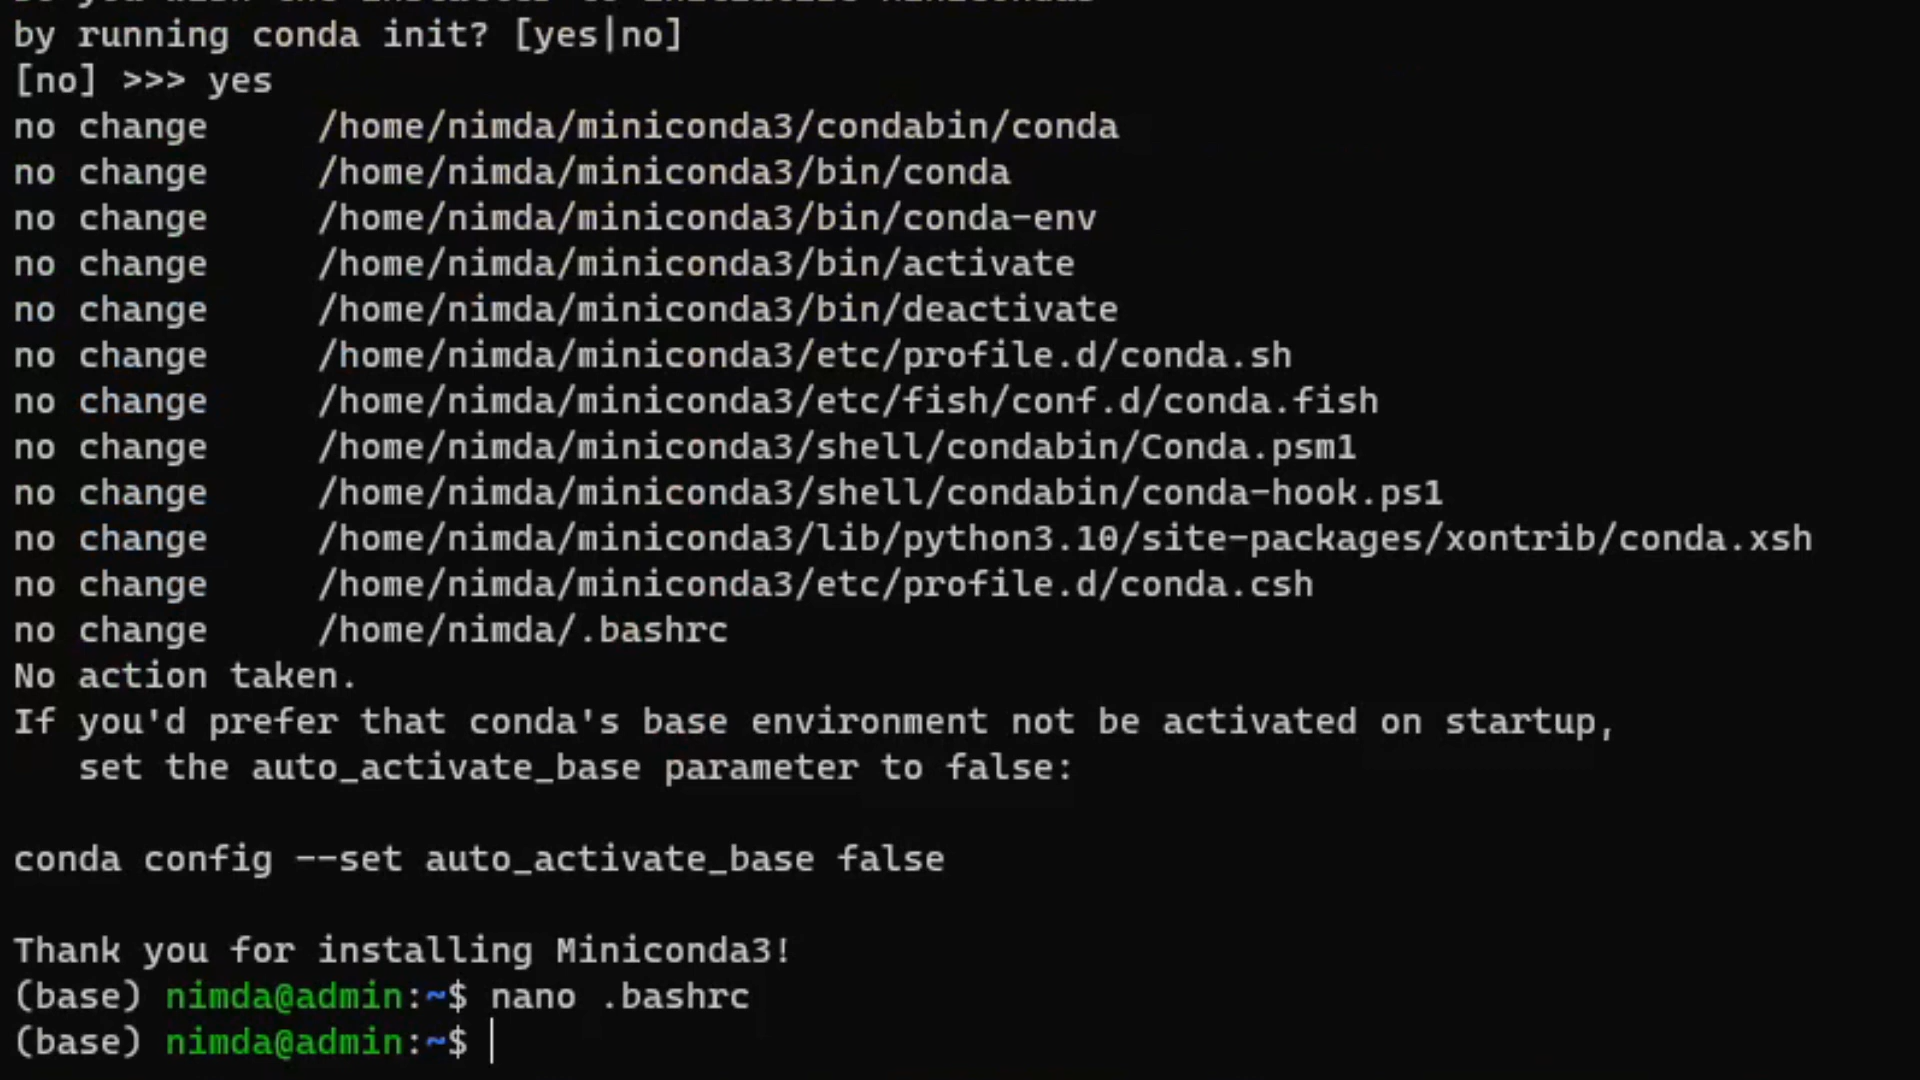 by running conda init? [yes|no]
[no] >>> yes
no change     /home/nimda/miniconda3/condabin/conda
no change     /home/nimda/miniconda3/bin/conda
no change     /home/nimda/miniconda3/bin/conda-env
no change     /home/nimda/miniconda3/bin/activate
no change     /home/nimda/miniconda3/bin/deactivate
no change     /home/nimda/miniconda3/etc/profile.d/conda.sh
no change     /home/nimda/miniconda3/etc/fish/conf.d/conda.fish
no change     /home/nimda/miniconda3/shell/condabin/Conda.psm1
no change     /home/nimda/miniconda3/shell/condabin/conda-hook.ps1
no change     /home/nimda/miniconda3/lib/python3.10/site-packages/xontrib/conda.xsh
no change     /home/nimda/miniconda3/etc/profile.d/conda.csh
no change     /home/nimda/.bashrc
No action taken.
If you'd prefer that conda's base environment not be activated on startup,
   set the auto_activate_base parameter to false:
conda config --set auto_activate_base false
Thank you for installing Miniconda3!
(base) nimda@admin:~$ nano .bashrc
(base) nimda@admin:~$